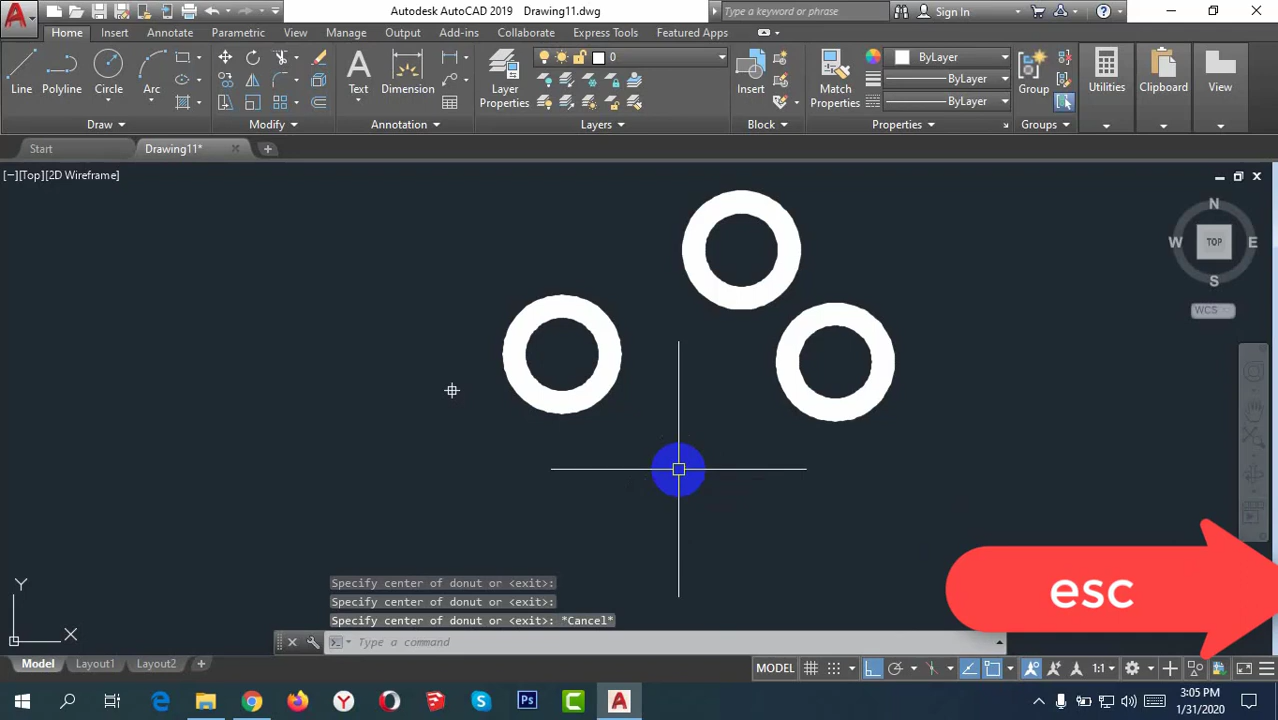 Autodesk AutoCAD 2019 Drawing11.dwg
Type a keyword or phrase
Sign In
Home Insert Annotate Parametric View Manage Output Add-ins Collaborate Express Tools Featured Apps
Line Polyline Circle Arc
Text Dimension
Layer
Properties
0
Insert
Match
Properties
ByLayer
ByLayer
ByLayer
Group
Utilities
Clipboard
View
Draw Modify Annotation Layers Block Properties Groups
Start Drawing11*
[−][Top][2D Wireframe]
N
W TOP E
S
WCS
Y
X
Specify center of donut or <exit>:
Specify center of donut or <exit>:
Specify center of donut or <exit>: *Cancel*
esc
Type a command
Model Layout1 Layout2
MODEL 1:1
3:05 PM
1/31/2020